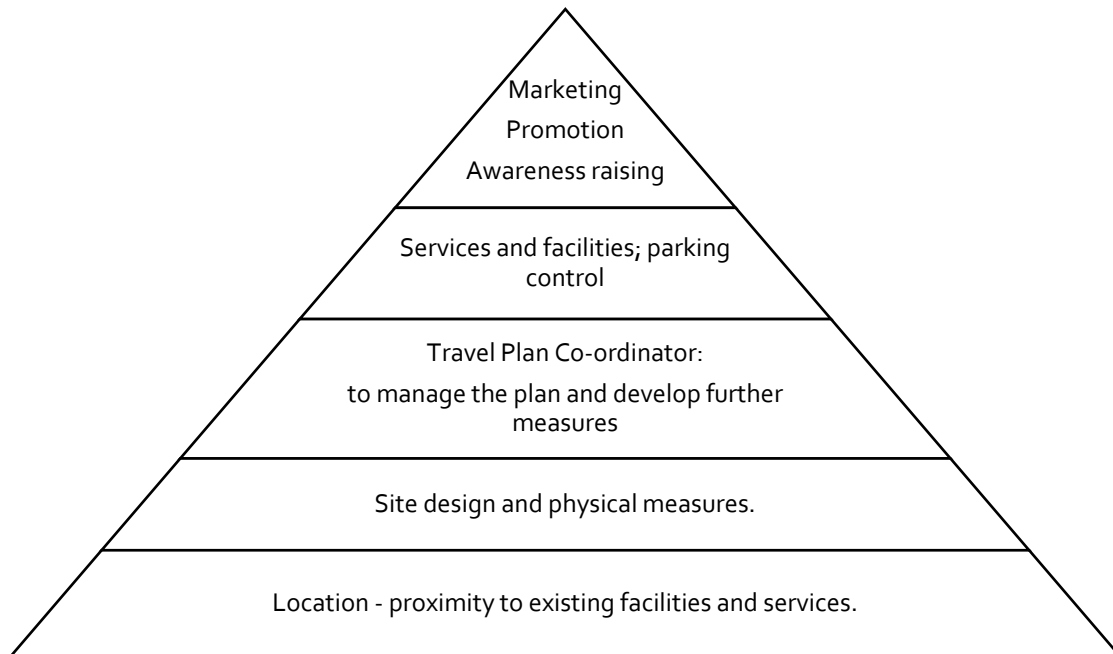 Marketing
Promotion
Awareness raising
Services and facilities; parking
control
Travel Plan Co-ordinator:
to manage the plan and develop further
measures
Site design and physical measures.
Location - proximity to existing facilities and services.